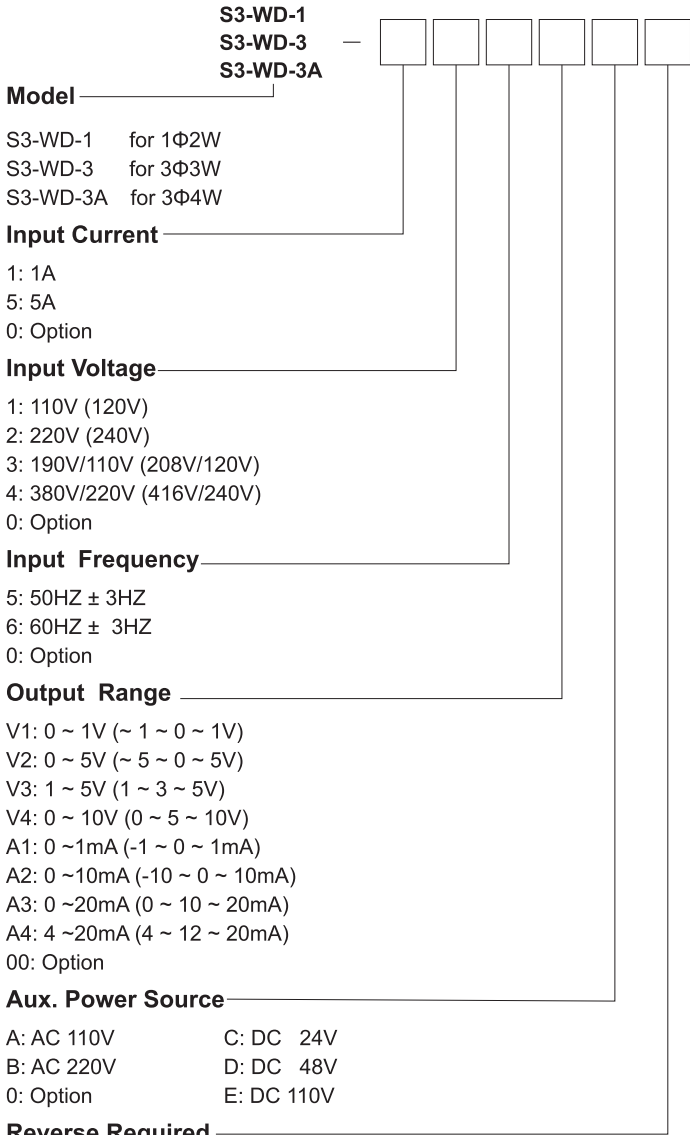 S3-WD-1
S3-WD-3
S3-WD-3A
—
Model
S3-WD-1 for 1Φ2W
S3-WD-3 for 3Φ3W
S3-WD-3A for 3Φ4W
Input Current
1: 1A
5: 5A
0: Option
Input Voltage
1: 110V (120V)
2: 220V (240V)
3: 190V/110V (208V/120V)
4: 380V/220V (416V/240V)
0: Option
Input Frequency
5: 50HZ ± 3HZ
6: 60HZ ± 3HZ
0: Option
Output Range
V1: 0 ~ 1V (~ 1 ~ 0 ~ 1V)
V2: 0 ~ 5V (~ 5 ~ 0 ~ 5V)
V3: 1 ~ 5V (1 ~ 3 ~ 5V)
V4: 0 ~ 10V (0 ~ 5 ~ 10V)
A1: 0 ~1mA (-1 ~ 0 ~ 1mA)
A2: 0 ~10mA (-10 ~ 0 ~ 10mA)
A3: 0 ~20mA (0 ~ 10 ~ 20mA)
A4: 4 ~20mA (4 ~ 12 ~ 20mA)
00: Option
Aux. Power Source
A: AC 110V C: DC 24V
B: AC 220V D: DC 48V
0: Option E: DC 110V
Reverse Required